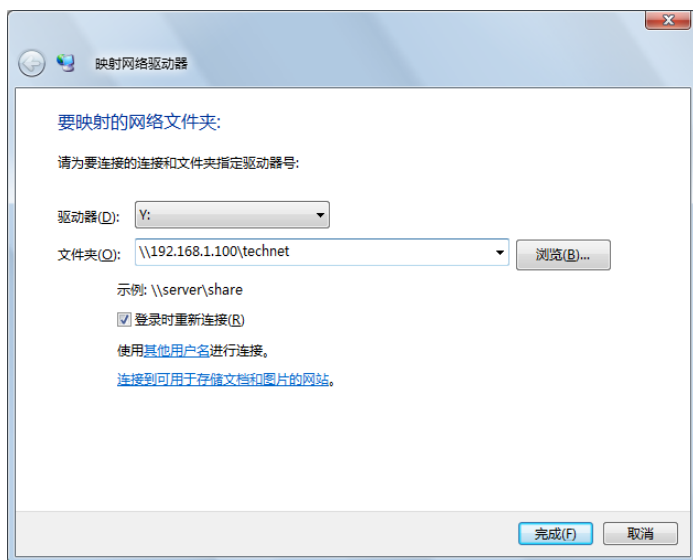 映射网络驱动器
要映射的网络文件夹:
请为要连接的连接和文件夹指定驱动器号:
驱动器(D): Y:
文件夹(O): \\192.168.1.100\technet 浏览(B)...
示例: \\server\share
登录时重新连接(R)
使用其他用户名进行连接。
连接到可用于存储文档和图片的网站。
完成(F) 取消